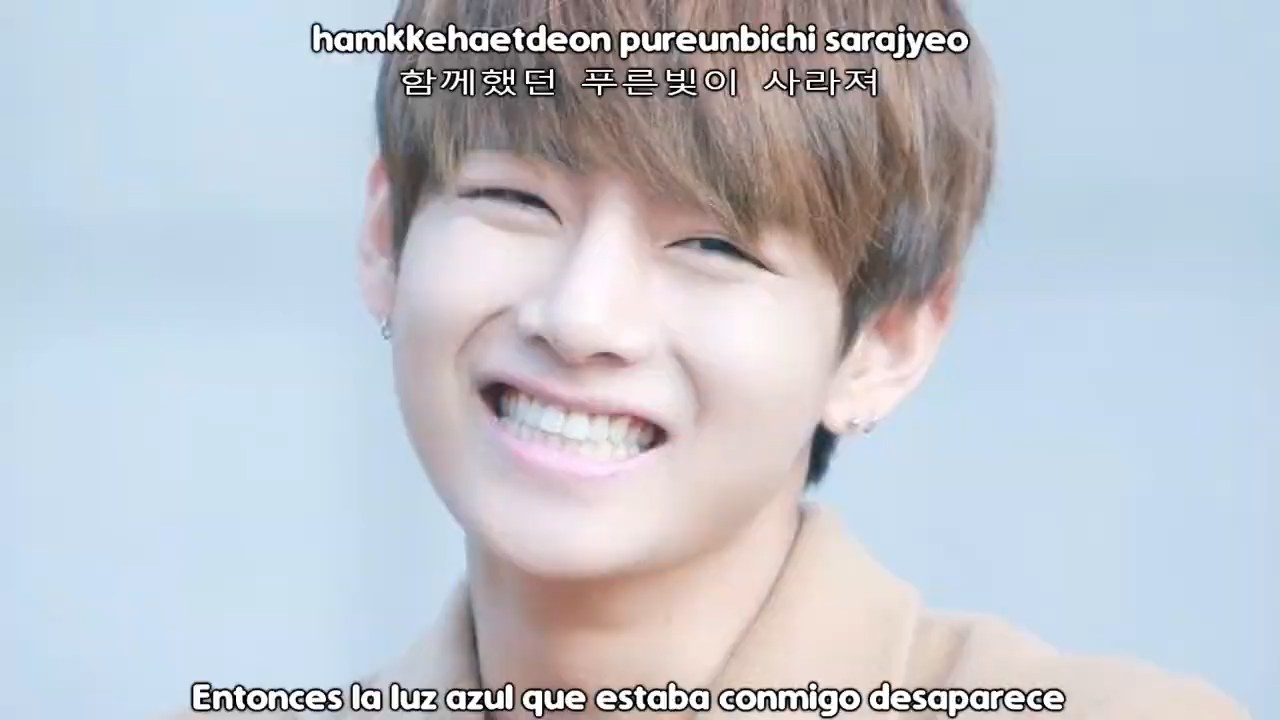 hamkkehaetdeon pureunbichi sarajyeo
함께했던 푸른빛이 사라져
Entonces la luz azul que estaba conmigo desaparece